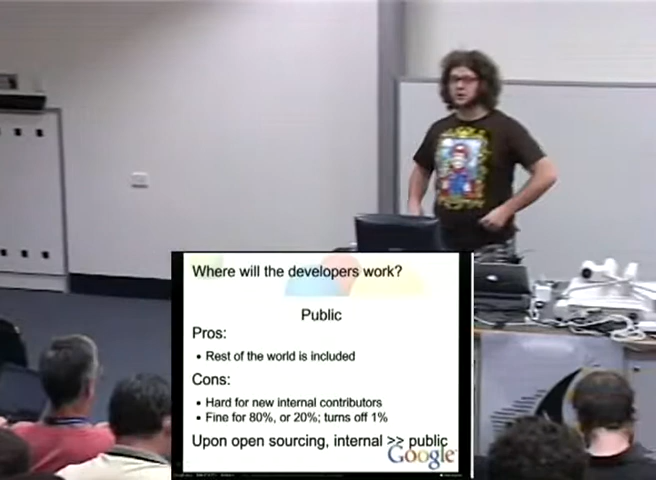 Where will the developers work?
Public
Pros:
• Rest of the world is included
Cons:
• Hard for new internal contributors
• Fine for 80%, or 20%; turns off 1%
Upon open sourcing, internal >> public
Google